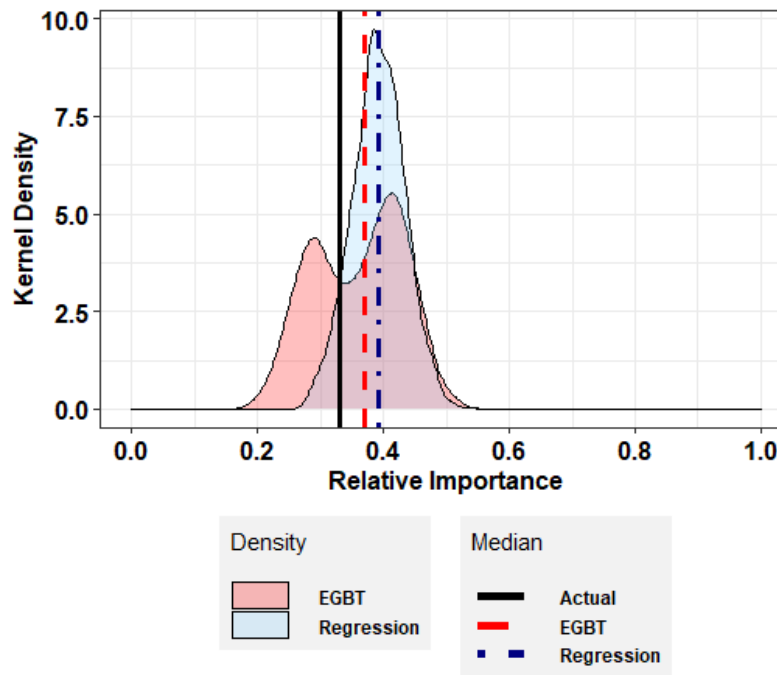 10.0
7.5
5.0
2.5
0.0
Kernel Density
0.0 0.2 0.4 0.6 0.8 1.0
Relative Importance
Density
EGBT
Regression
Median
Actual
EGBT
Regression